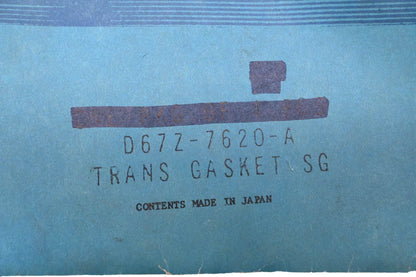 D67Z-7620-A
TRANS GASKET SG
CONTENTS MADE IN JAPAN